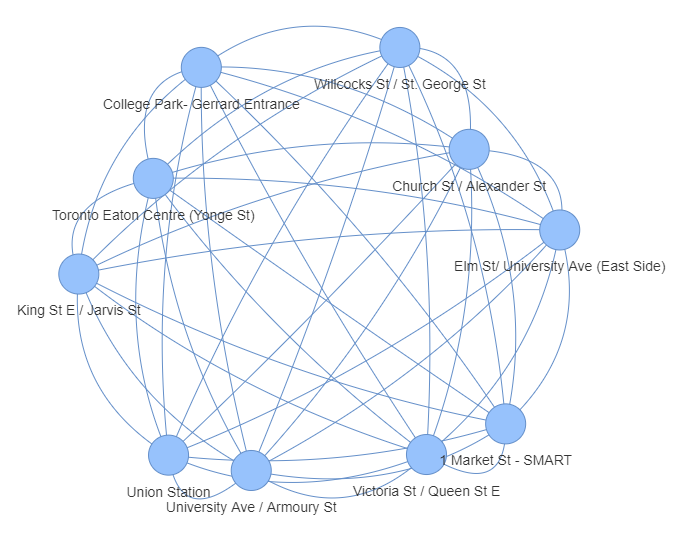 Willcocks St / St. George St
College Park- Gerrard Entrance
Church St / Alexander St
Toronto Eaton Centre (Yonge St)
Elm St/ University Ave (East Side)
King St E / Jarvis St
1 Market St - SMART
Union Station
Victoria St / Queen St E
University Ave / Armoury St